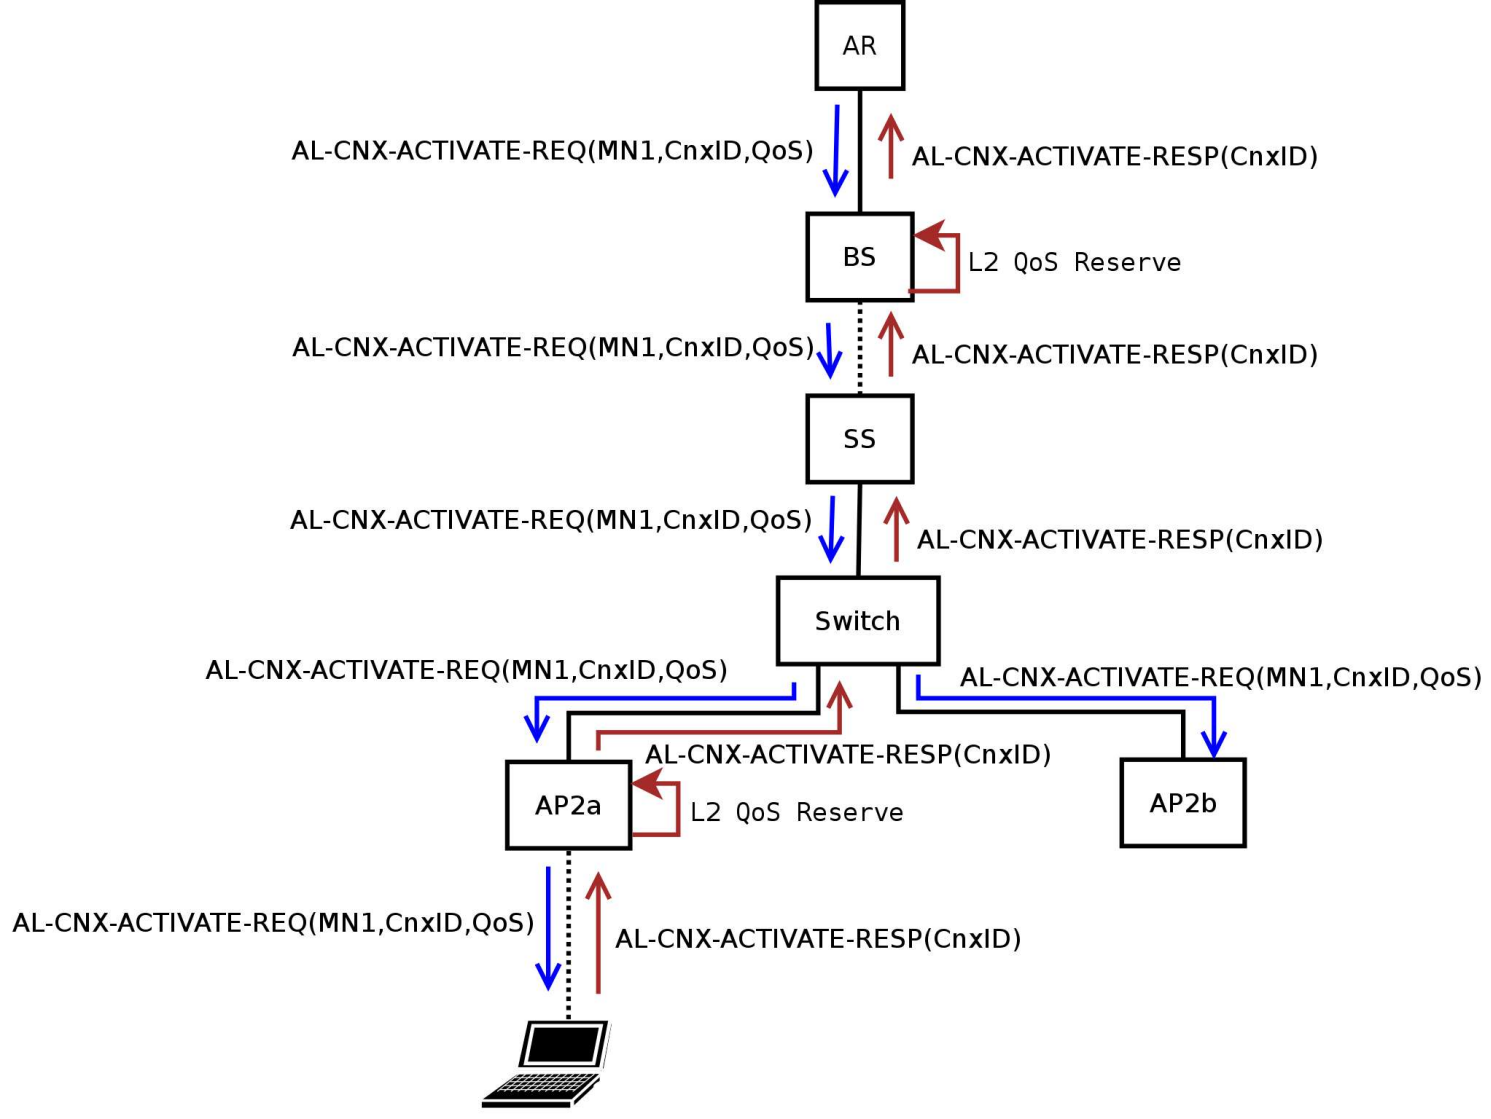 AR
AL-CNX-ACTIVATE-REQ(MN1,CnxID,QoS)
AL-CNX-ACTIVATE-RESP(CnxID)
BS
L2 QoS Reserve
AL-CNX-ACTIVATE-REQ(MN1,CnxID,QoS)
AL-CNX-ACTIVATE-RESP(CnxID)
SS
AL-CNX-ACTIVATE-REQ(MN1,CnxID,QoS)
AL-CNX-ACTIVATE-RESP(CnxID)
Switch
AL-CNX-ACTIVATE-REQ(MN1,CnxID,QoS)
AL-CNX-ACTIVATE-REQ(MN1,CnxID,QoS)
AL-CNX-ACTIVATE-RESP(CnxID)
AP2a
L2 QoS Reserve
AP2b
AL-CNX-ACTIVATE-REQ(MN1,CnxID,QoS)
AL-CNX-ACTIVATE-RESP(CnxID)